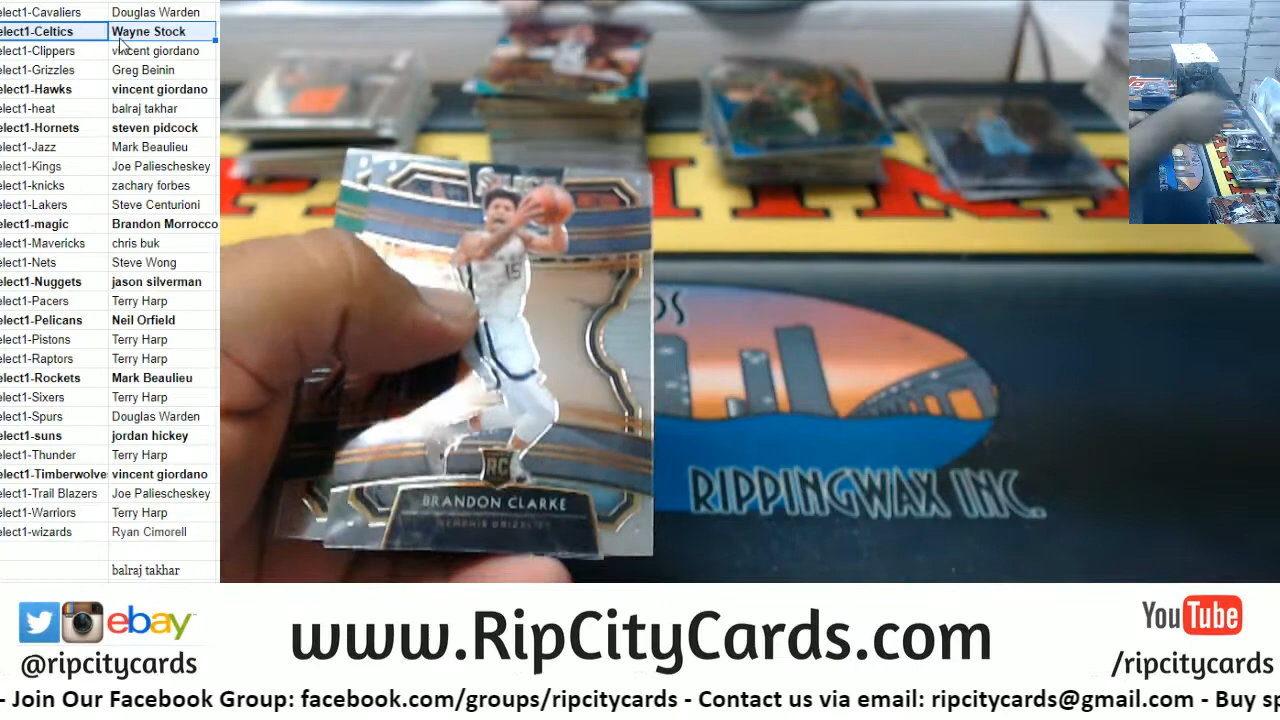 elect1-Cavaliers Douglas Warden
elect1-Celtics Wayne Stock
elect1-Clippers vincent giordano
elect1-Grizzles Greg Beinin
elect1-Hawks vincent giordano
elect1-heat balraj takhar
elect1-Hornets steven pidcock
elect1-Jazz Mark Beaulieu
elect1-Kings Joe Paliescheskey
elect1-knicks zachary forbes
elect1-Lakers Steve Centurioni
elect1-magic Brandon Morrocco
elect1-Mavericks chris buk
elect1-Nets Steve Wong
elect1-Nuggets jason silverman
elect1-Pacers Terry Harp
elect1-Pelicans Neil Orfield
elect1-Pistons Terry Harp
elect1-Raptors Terry Harp
elect1-Rockets Mark Beaulieu
elect1-Sixers Terry Harp
elect1-Spurs Douglas Warden
elect1-suns jordan hickey
elect1-Thunder Terry Harp
elect1-Timberwolve vincent giordano
elect1-Trail Blazers Joe Paliescheskey
elect1-Warriors Terry Harp
elect1-wizards Ryan Cimorell
balraj takhar
SELECT
15
RC
BRANDON CLARKE
MEMPHIS GRIZZLIES
DS
RIPPINGWAX INC.
ebay
@ripcitycards
www.RipCityCards.com
YouTube
/ripcitycards
- Join Our Facebook Group: facebook.com/groups/ripcitycards - Contact us via email: ripcitycards@gmail.com - Buy sp